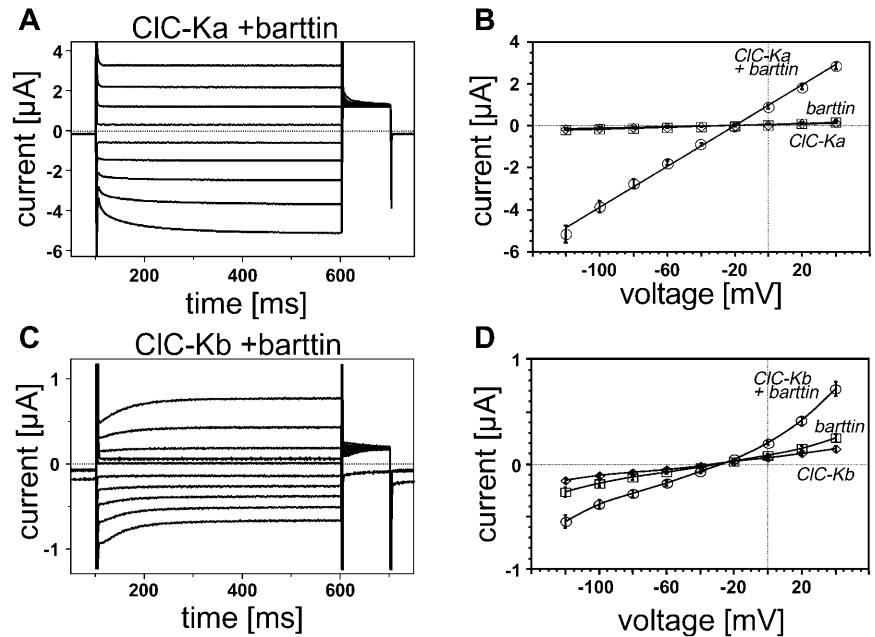 A
ClC-Ka +barttin
current [µA]
4
2
0
-2
-4
-6
200
400
600
time [ms]
B
current [µA]
4
2
0
-2
-4
-6
ClC-Ka
+ barttin
barttin
ClC-Ka
-100
-60
-20
20
voltage [mV]
C
ClC-Kb +barttin
current [µA]
1
0
-1
200
400
600
time [ms]
D
current [µA]
1
0
-1
ClC-Kb
+ barttin
barttin
ClC-Kb
-100
-60
-20
20
voltage [mV]